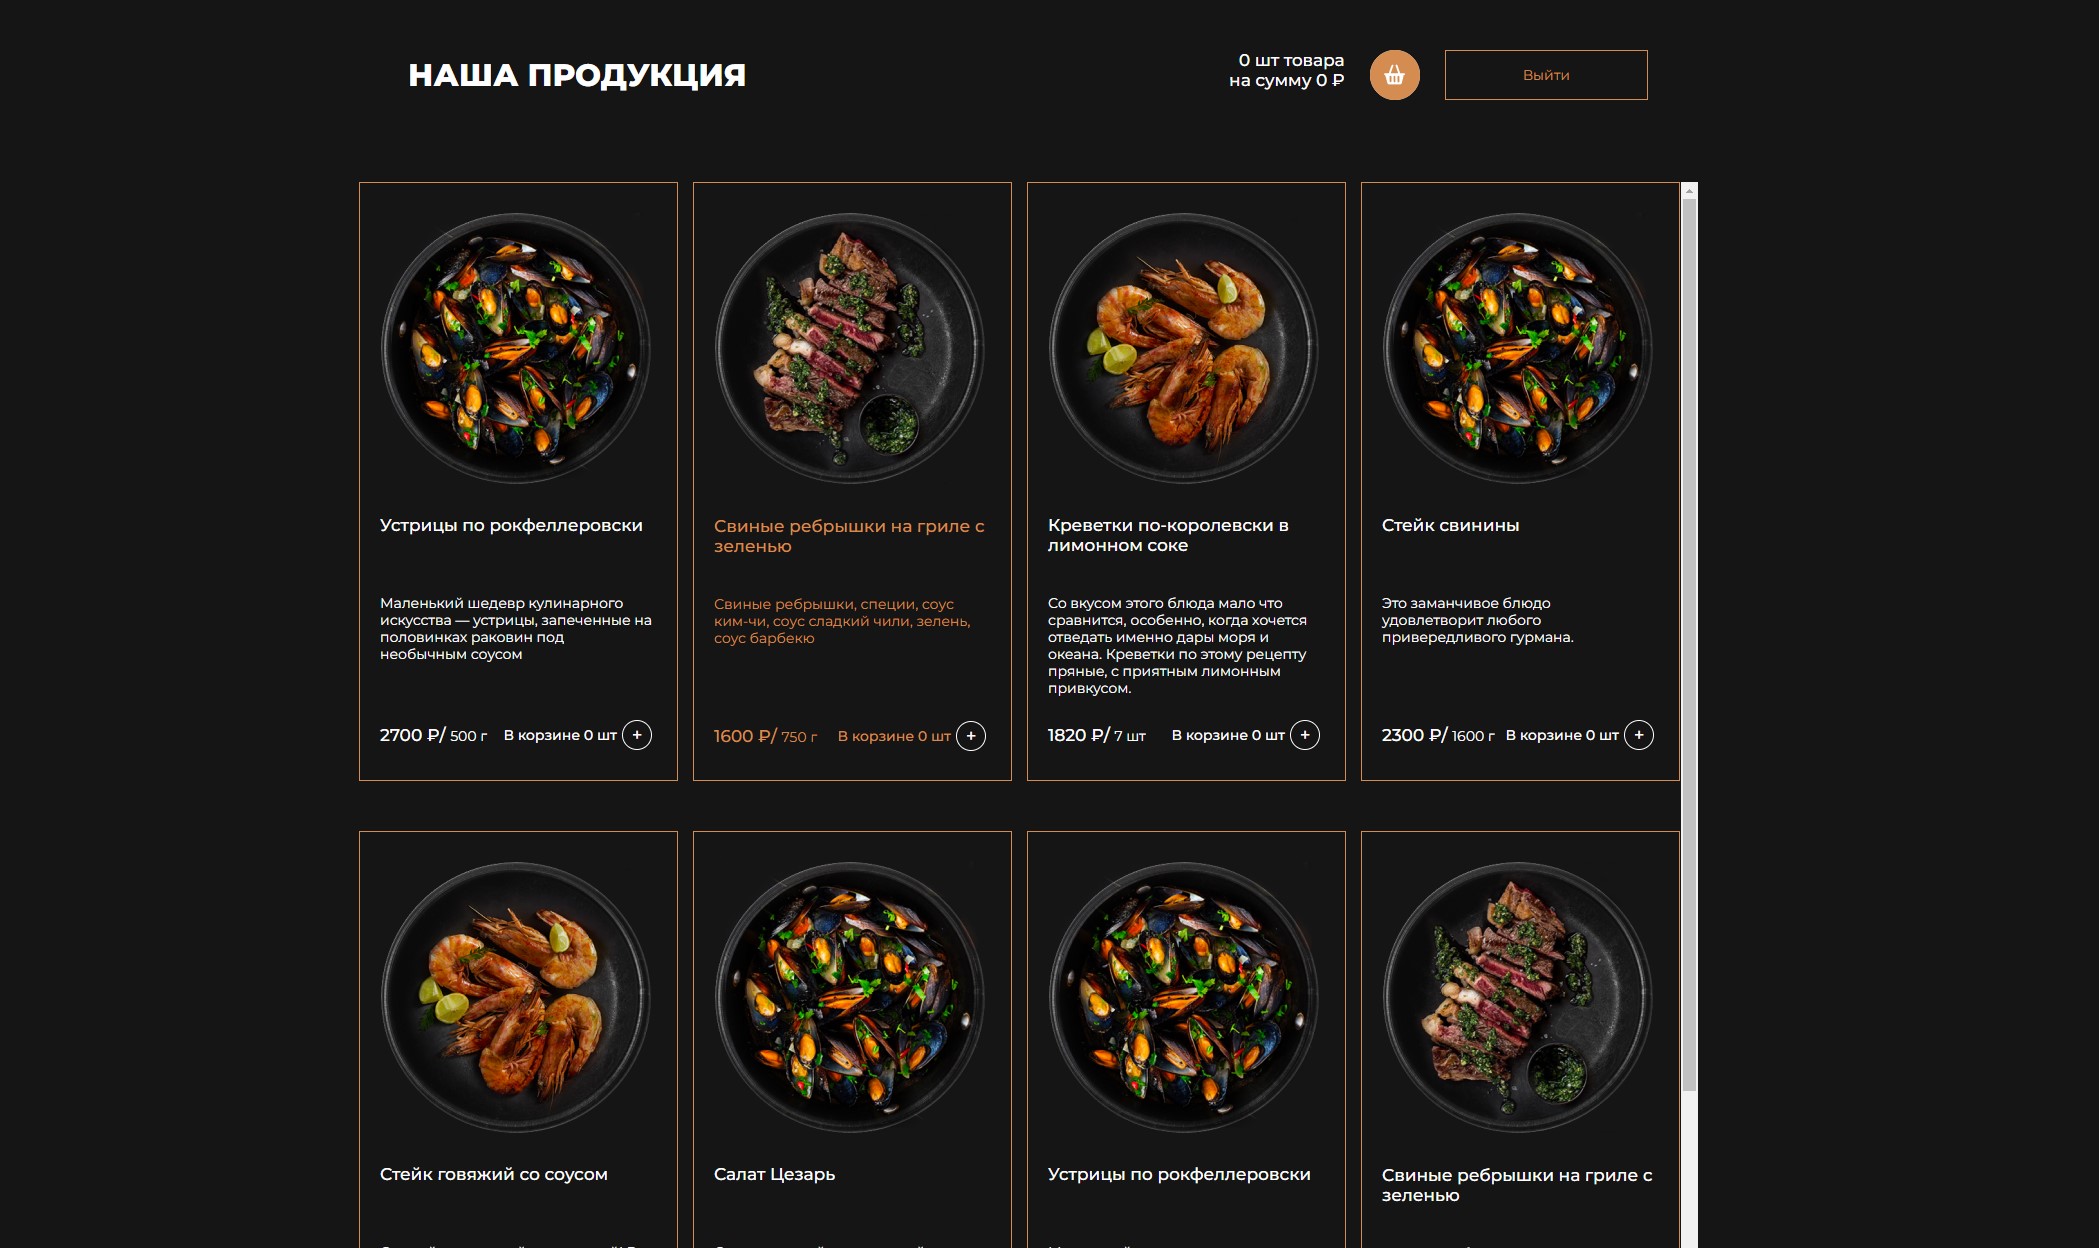 НАША ПРОДУКЦИЯ
0 шт товара
на сумму 0 ₽
Выйти
Устрицы по рокфеллеровски
Маленький шедевр кулинарного
искусства — устрицы, запеченные на
половинках раковин под
необычным соусом
2700 ₽/ 500 г В корзине 0 шт +
Свиные ребрышки на гриле с
зеленью
Свиные ребрышки, специи, соус
ким-чи, соус сладкий чили, зелень,
соус барбекю
1600 ₽/ 750 г В корзине 0 шт +
Креветки по-королевски в
лимонном соке
Со вкусом этого блюда мало что
сравнится, особенно, когда хочется
отведать именно дары моря и
океана. Креветки по этому рецепту
пряные, с приятным лимонным
привкусом.
1820 ₽/ 7 шт В корзине 0 шт +
Стейк свинины
Это заманчивое блюдо
удовлетворит любого
привередливого гурмана.
2300 ₽/ 1600 г В корзине 0 шт +
Стейк говяжий со соусом
Салат Цезарь
Устрицы по рокфеллеровски
Свиные ребрышки на гриле с
зеленью